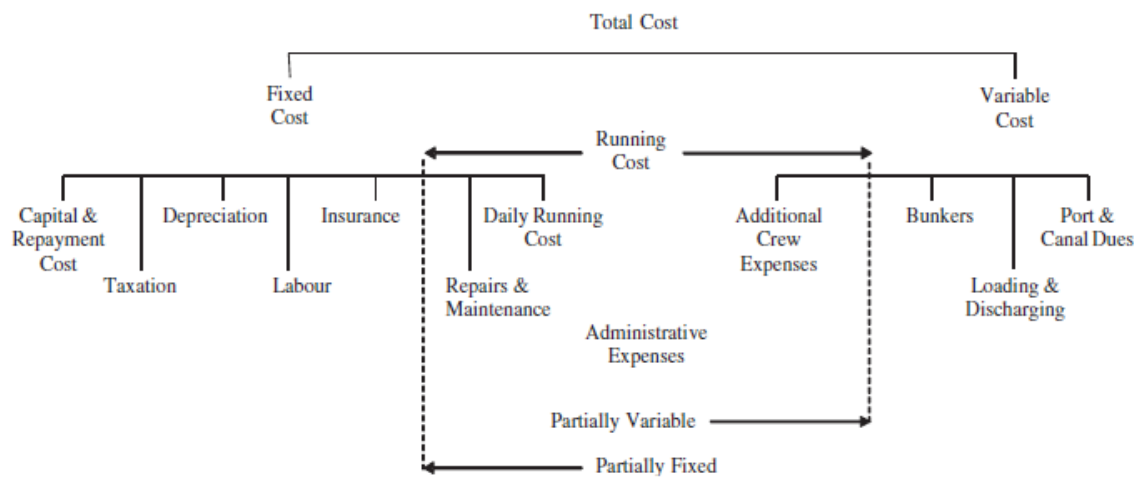 Total Cost
Fixed
Cost
Variable
Cost
Running
Cost
Capital &
Repayment
Cost
Taxation
Depreciation
Labour
Insurance
Repairs &
Maintenance
Daily Running
Cost
Additional
Crew
Expenses
Bunkers
Loading &
Discharging
Port &
Canal Dues
Administrative
Expenses
Partially Variable
Partially Fixed